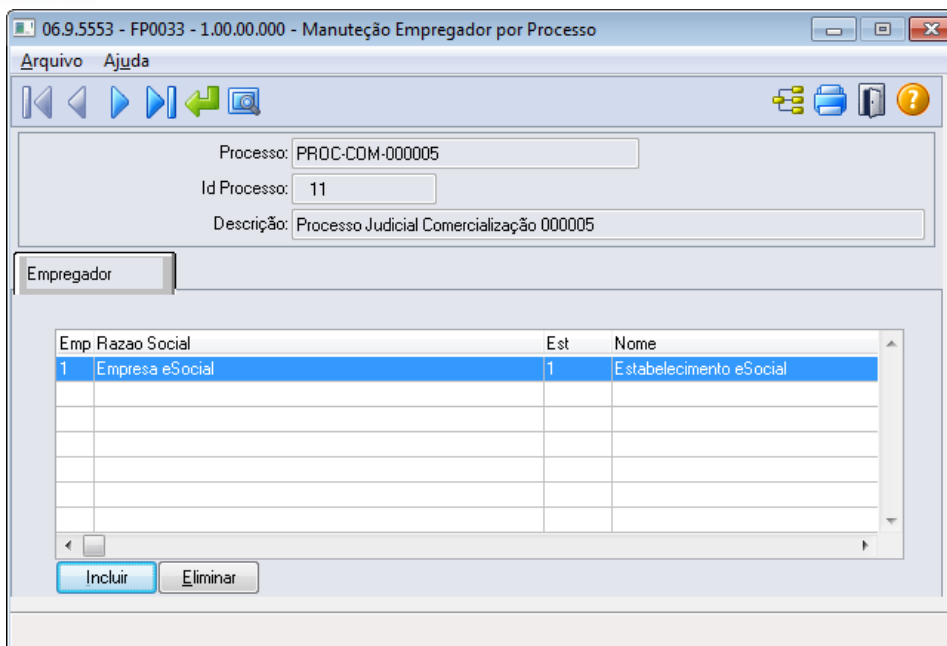 06.9.5553 - FP0033 - 1.00.00.000 - Manuteção Empregador por Processo
Arquivo Ajuda
Processo: PROC-COM-000005
Id Processo: 11
Descrição: Processo Judicial Comercialização 000005
Empregador
Emp Razao Social Est Nome
1 Empresa eSocial 1 Estabelecimento eSocial
Incluir Eliminar